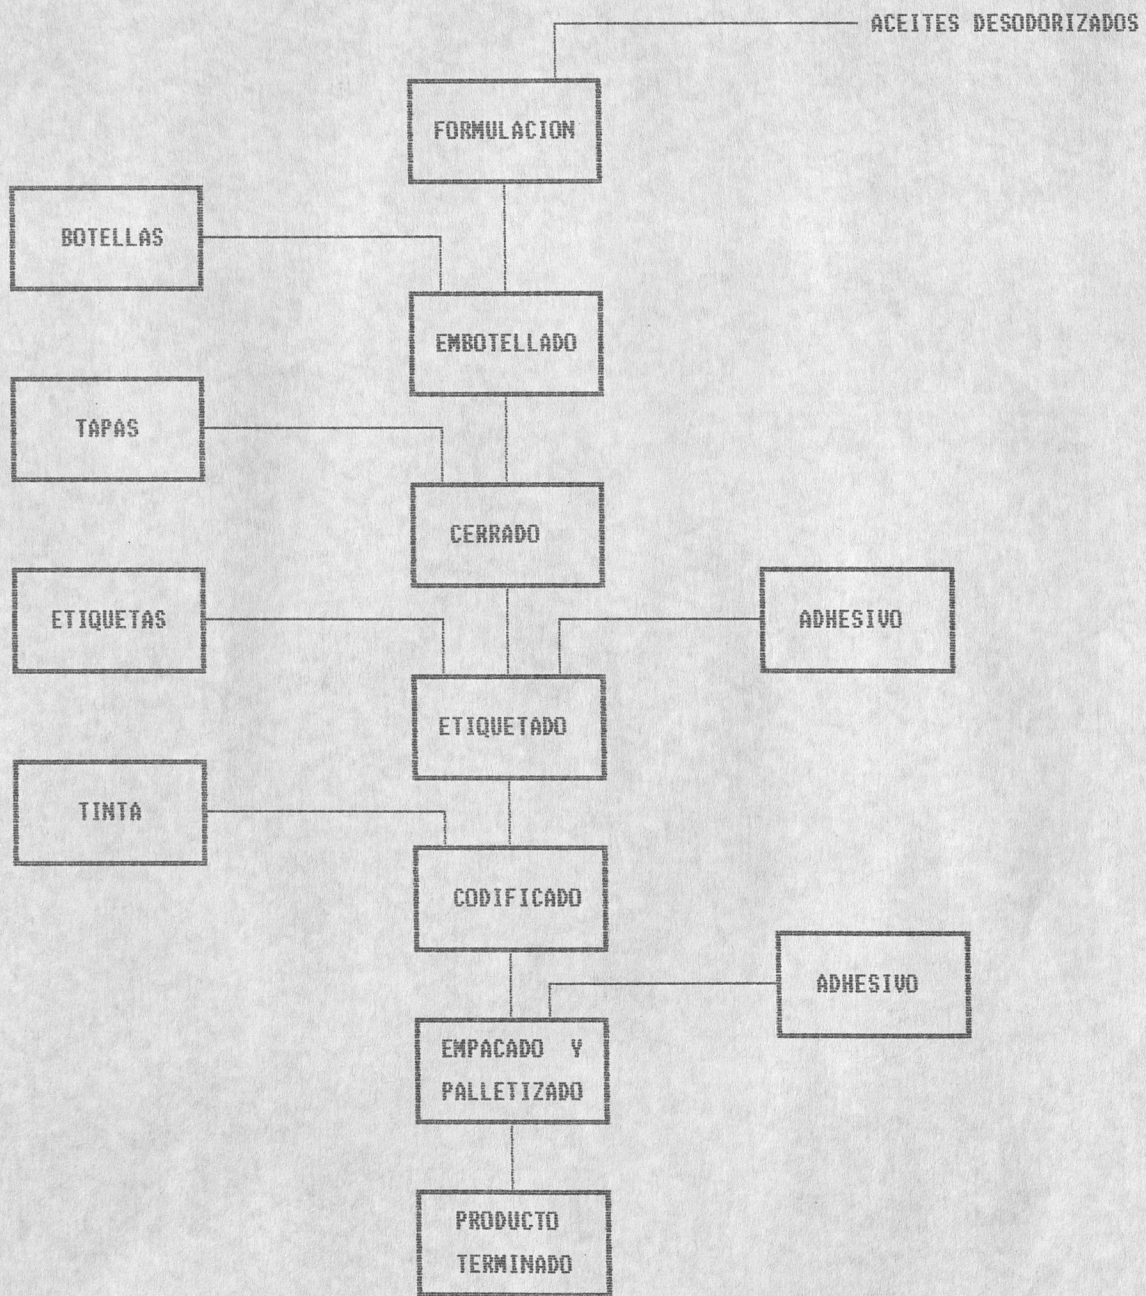 ACEITES DESODORIZADOS
FORMULACION
BOTELLAS
EMBOTELLADO
TAPAS
CERRADO
ETIQUETAS
ADHESIVO
ETIQUETADO
TINTA
CODIFICADO
ADHESIVO
EMPACADO Y
PALLETIZADO
PRODUCTO
TERMINADO